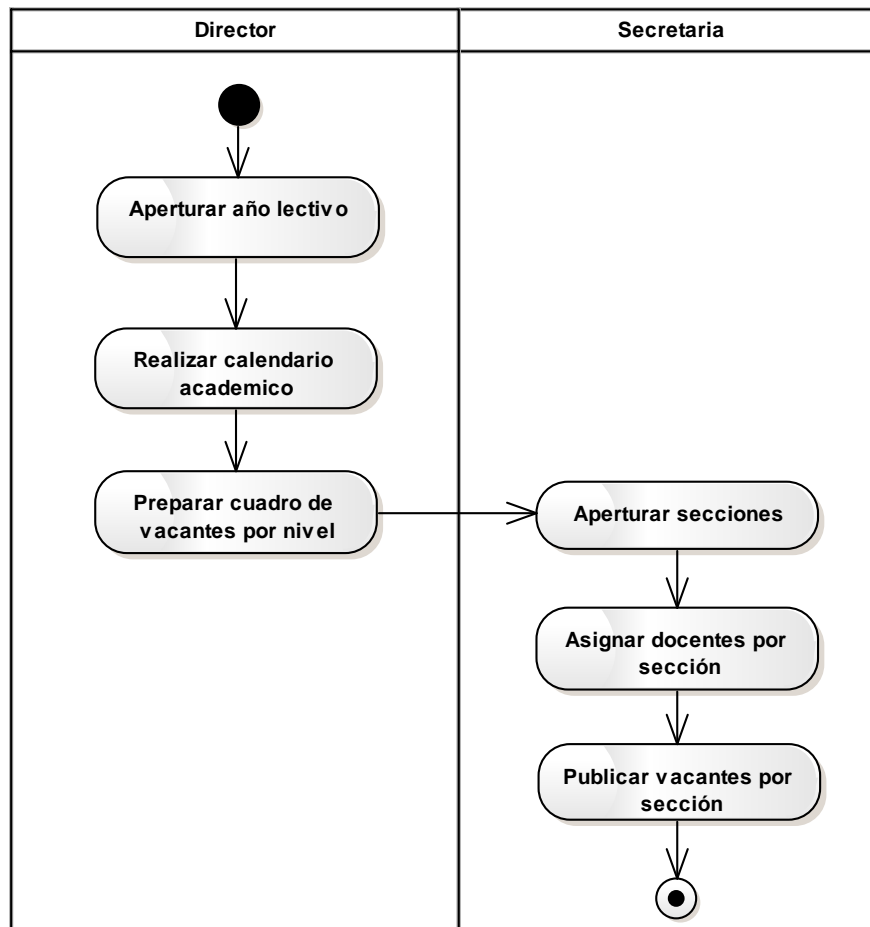 Director
Secretaria
Aperturar año lectivo
Realizar calendario
academico
Preparar cuadro de
vacantes por nivel
Aperturar secciones
Asignar docentes por
sección
Publicar vacantes por
sección